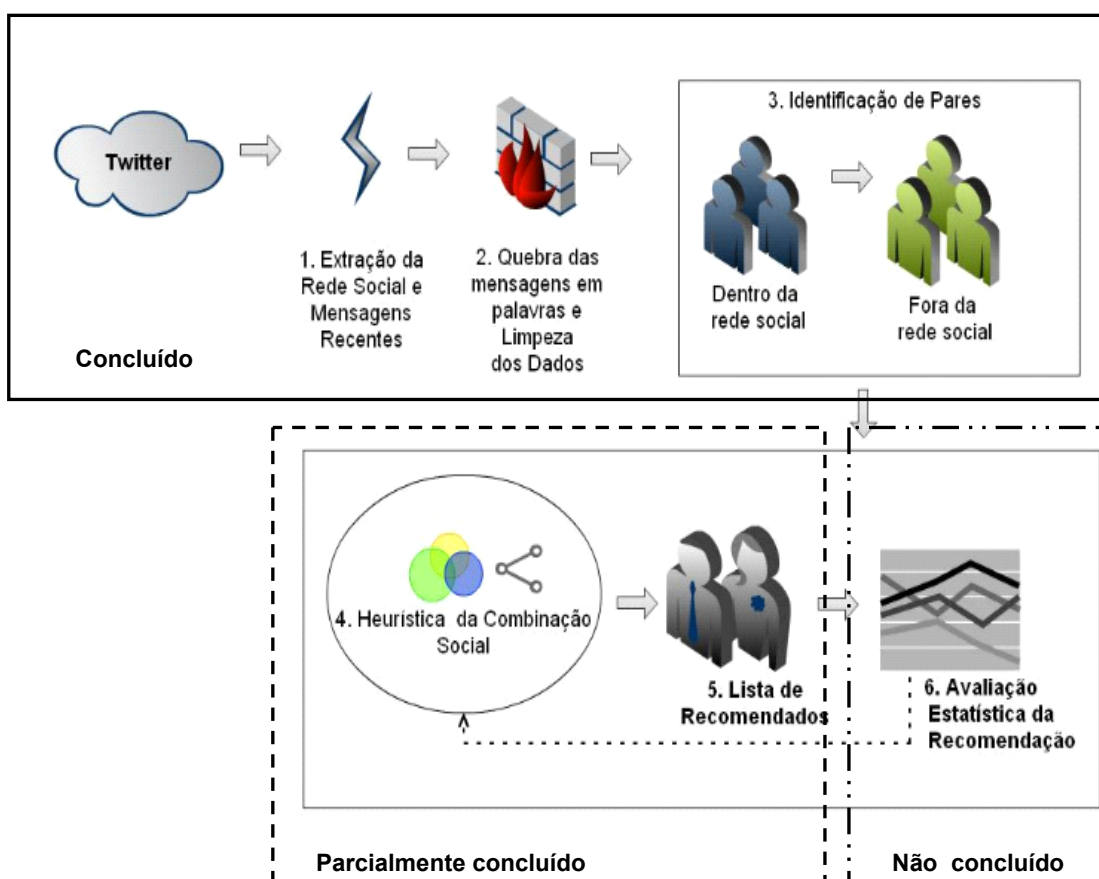 Twitter
1. Extração da
Rede Social e
Mensagens
Recentes
2. Quebra das
mensagens em
palavras e
Limpeza
dos Dados
3. Identificação de Pares
Dentro da
rede social
Fora da
rede social
Concluído
4. Heurística da Combinação
Social
5. Lista de
Recomendados
6. Avaliação
Estatística da
Recomendação
Parcialmente concluído
Não concluído